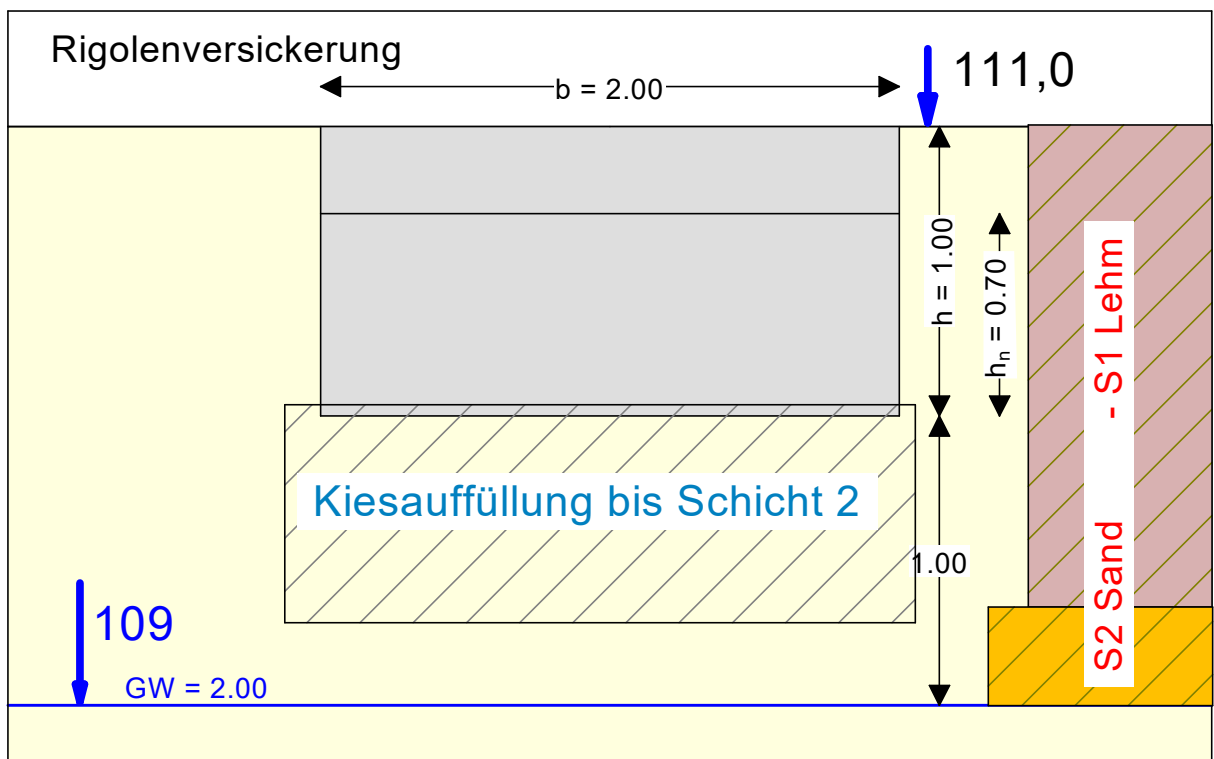 Rigolenversickerung
b = 2.00
111,0
h = 1.00
hₙ = 0.70
S2 Sand - S1 Lehm
Kiesauffüllung bis Schicht 2
1.00
109
GW = 2.00